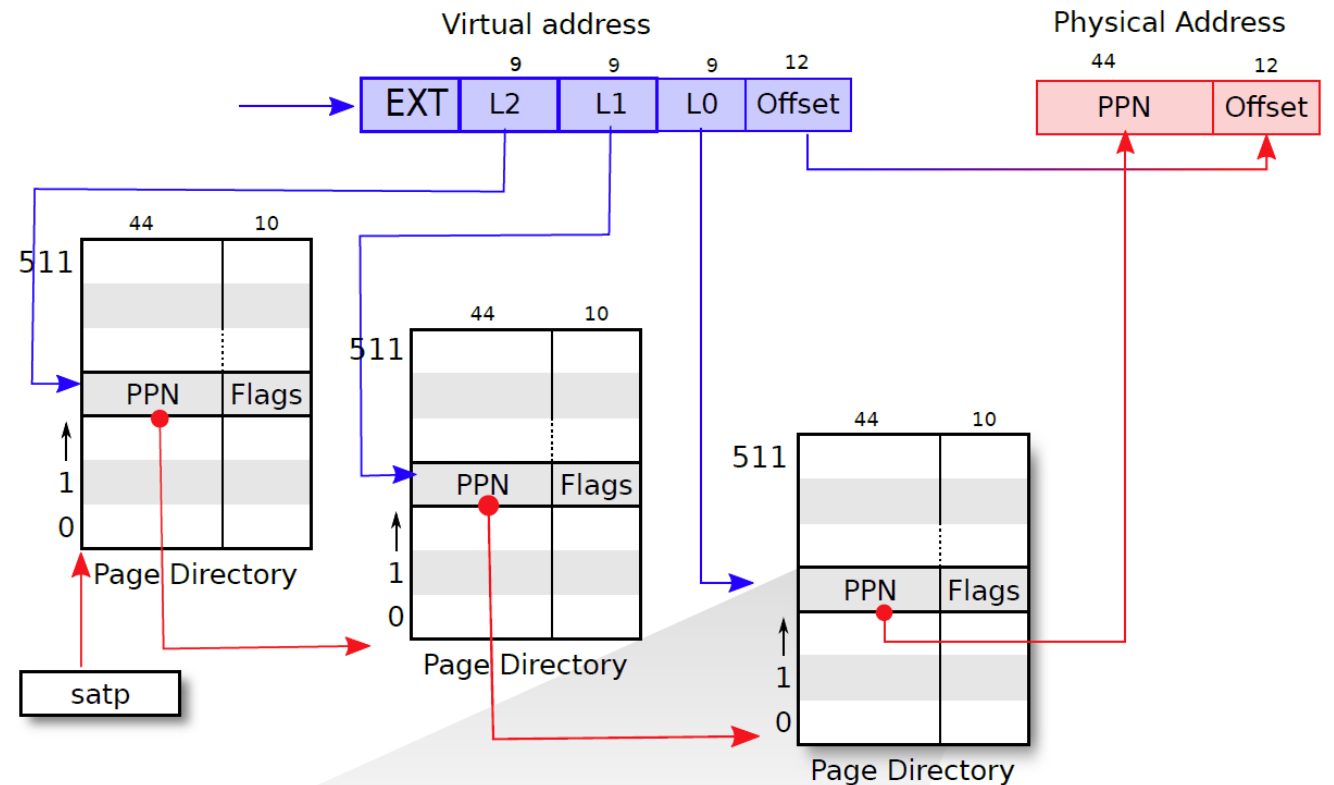 Virtual address
Physical Address
9 9 9 12
44 12
EXT L2 L1 L0 Offset
PPN Offset
44 10
511
PPN Flags
1
0
Page Directory
satp
44 10
511
PPN Flags
1
0
Page Directory
44 10
511
PPN Flags
1
0
Page Directory